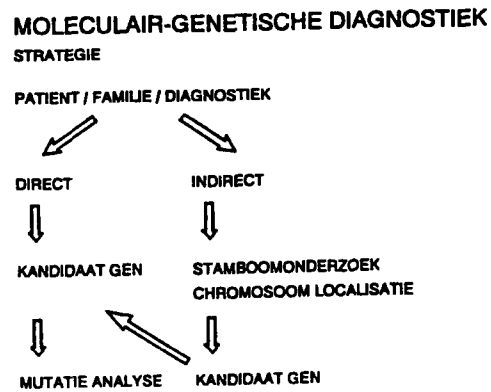 MOLECULAIR-GENETISCHE DIAGNOSTIEK
STRATEGIE
PATIENT / FAMILIE / DIAGNOSTIEK
DIRECT
INDIRECT
KANDIDAAT GEN
STAMBOOMONDERZOEK
CHROMOSOOM LOCALISATIE
MUTATIE ANALYSE
KANDIDAAT GEN